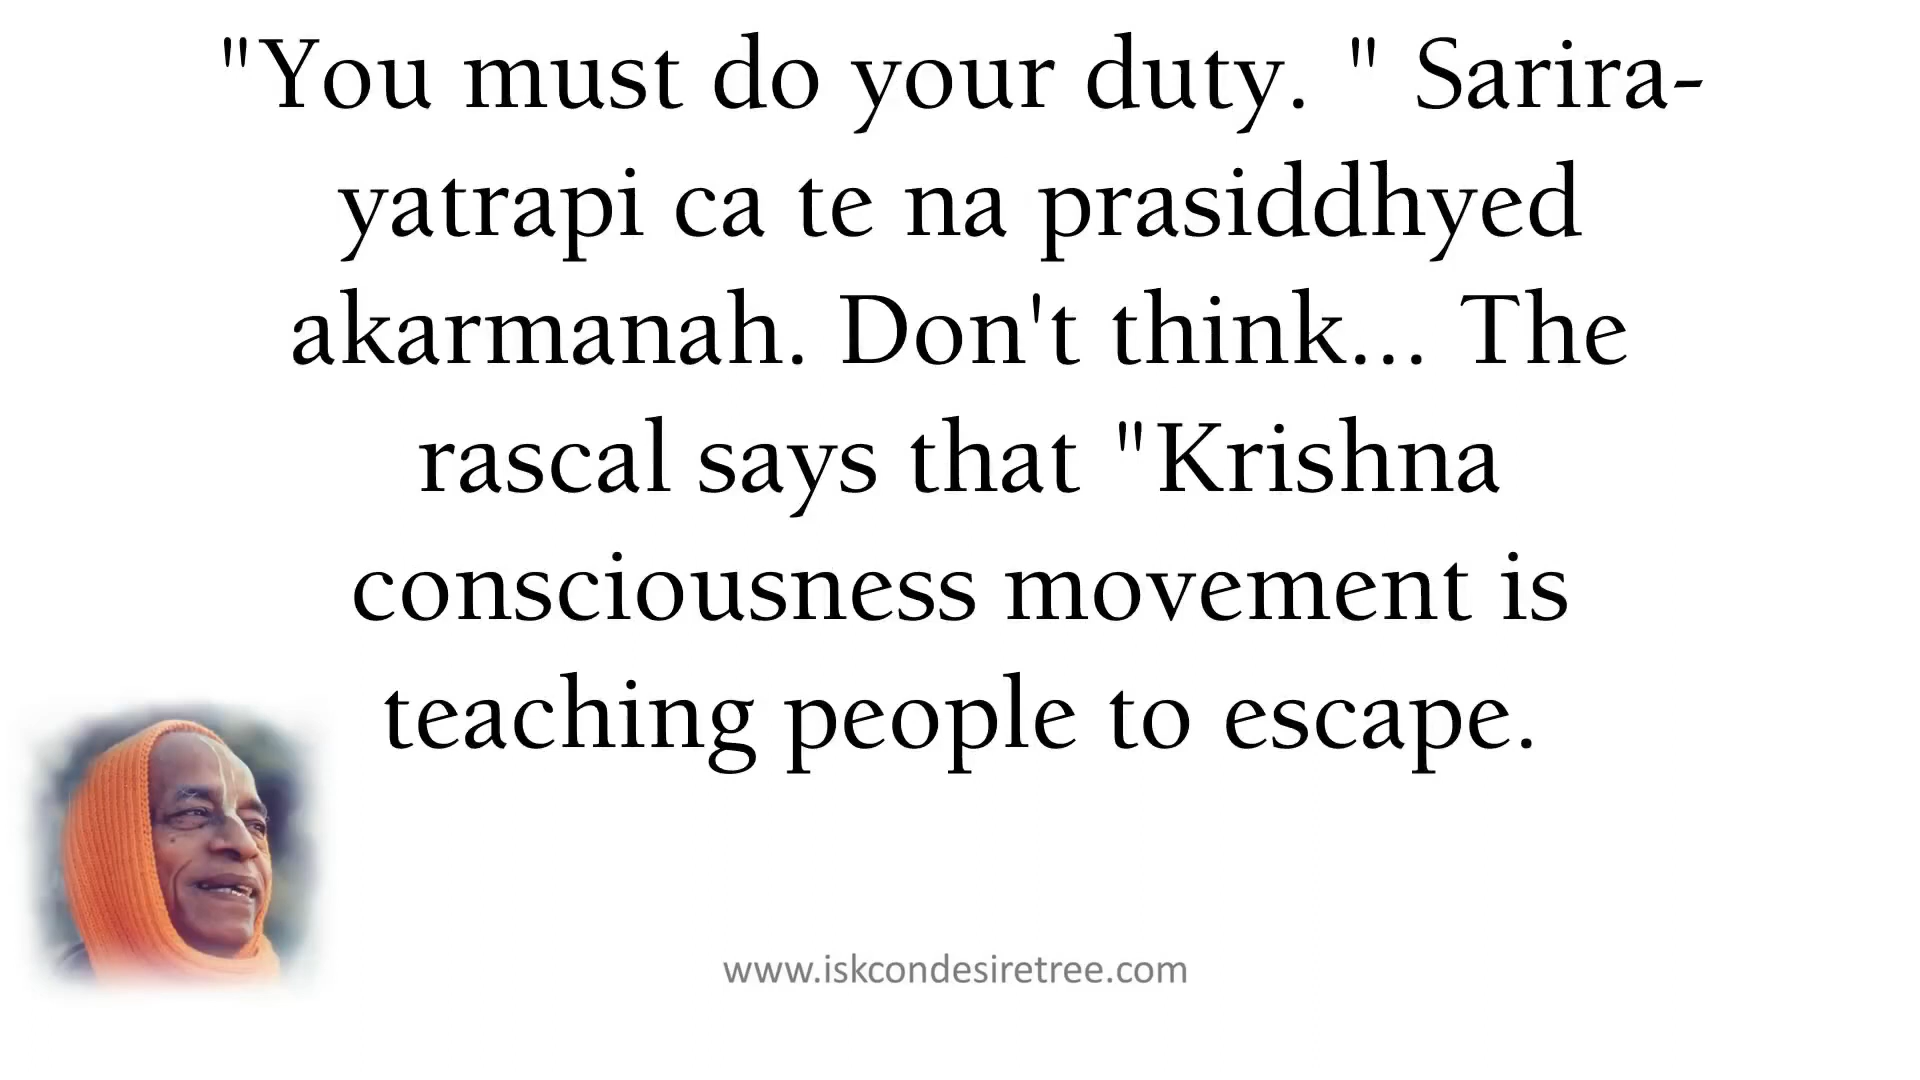 "You must do your duty. " Sarira-
yatrapi ca te na prasiddhyed
akarmanah. Don't think... The
rascal says that "Krishna
consciousness movement is
teaching people to escape.
www.iskcondesiretree.com